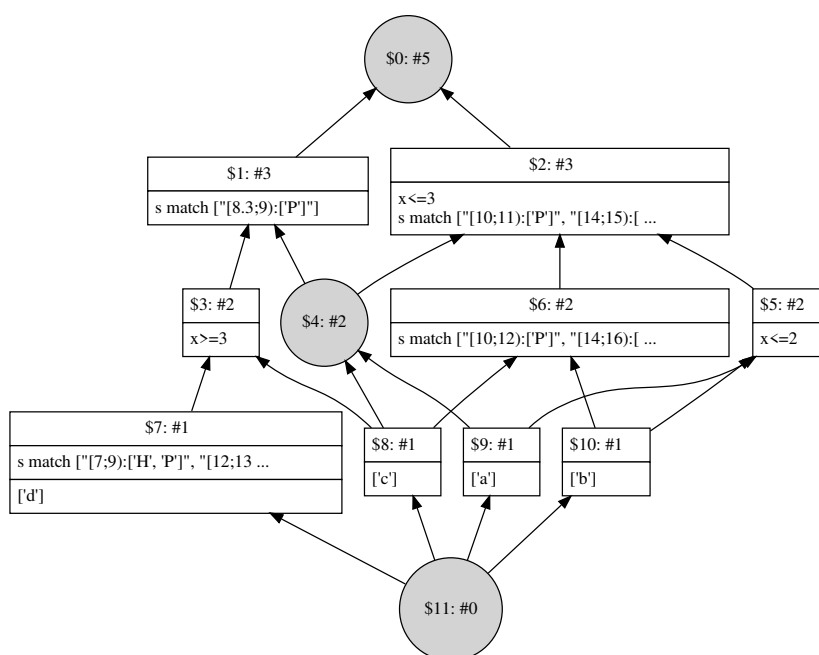 $0: #5
$1: #3
s match ["[8.3;9):['P']"]
$2: #3
x<=3
s match ["[10;11):['P']", "[14;15):[ ...
$3: #2
x>=3
$4: #2
$6: #2
s match ["[10;12):['P']", "[14;16):[ ...
$5: #2
x<=2
$7: #1
s match ["[7;9):['H', 'P']", "[12;13 ...
['d']
$8: #1
['c']
$9: #1
['a']
$10: #1
['b']
$11: #0